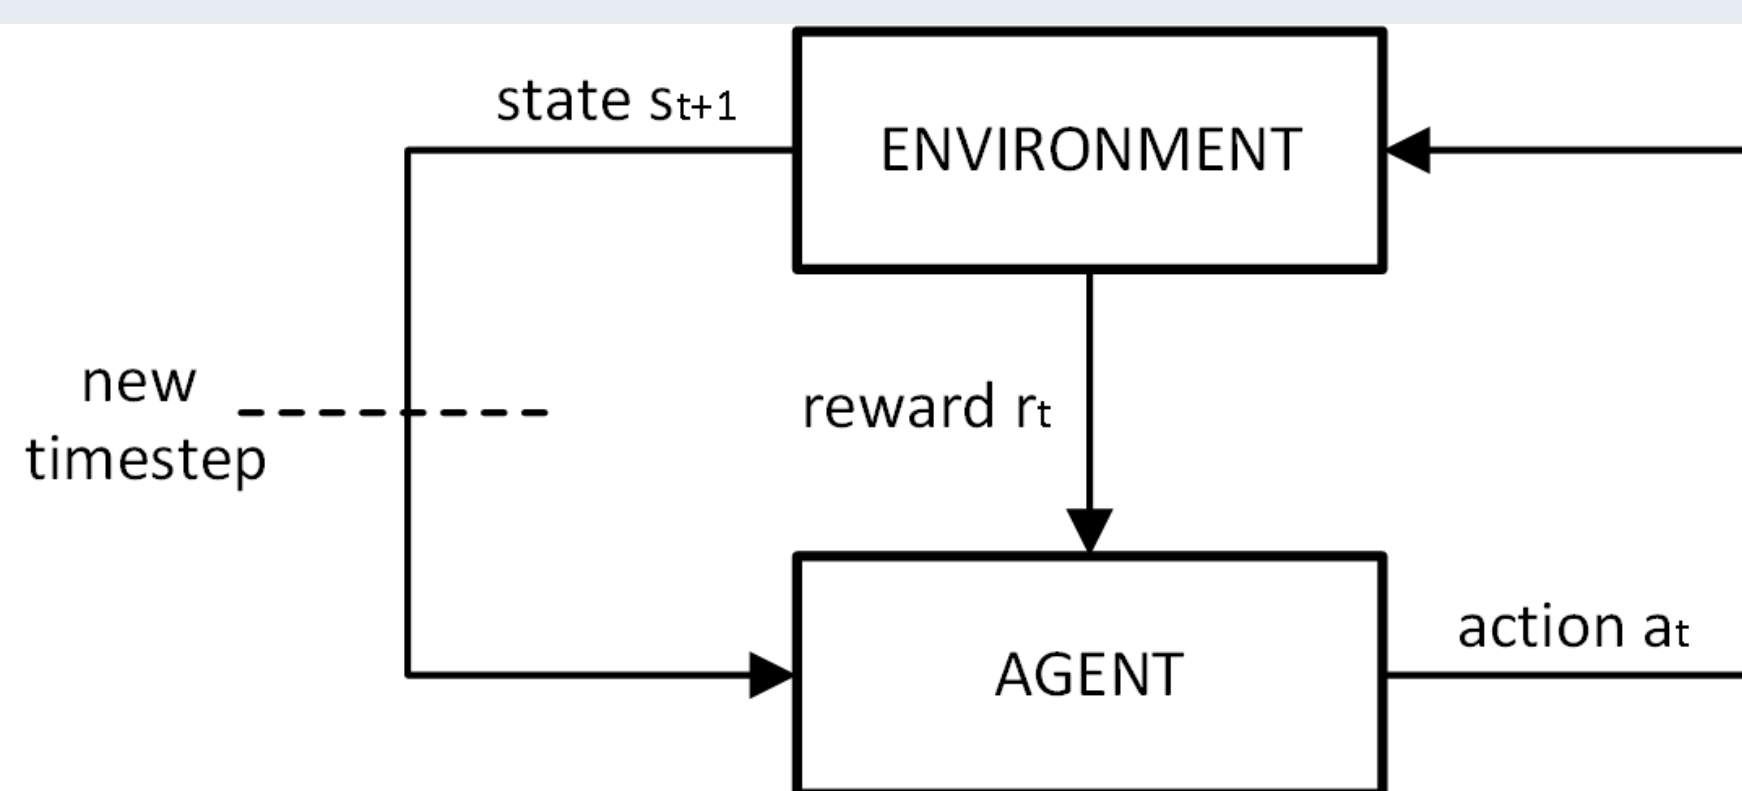 state st+1
ENVIRONMENT
new
timestep
reward rt
action at
AGENT